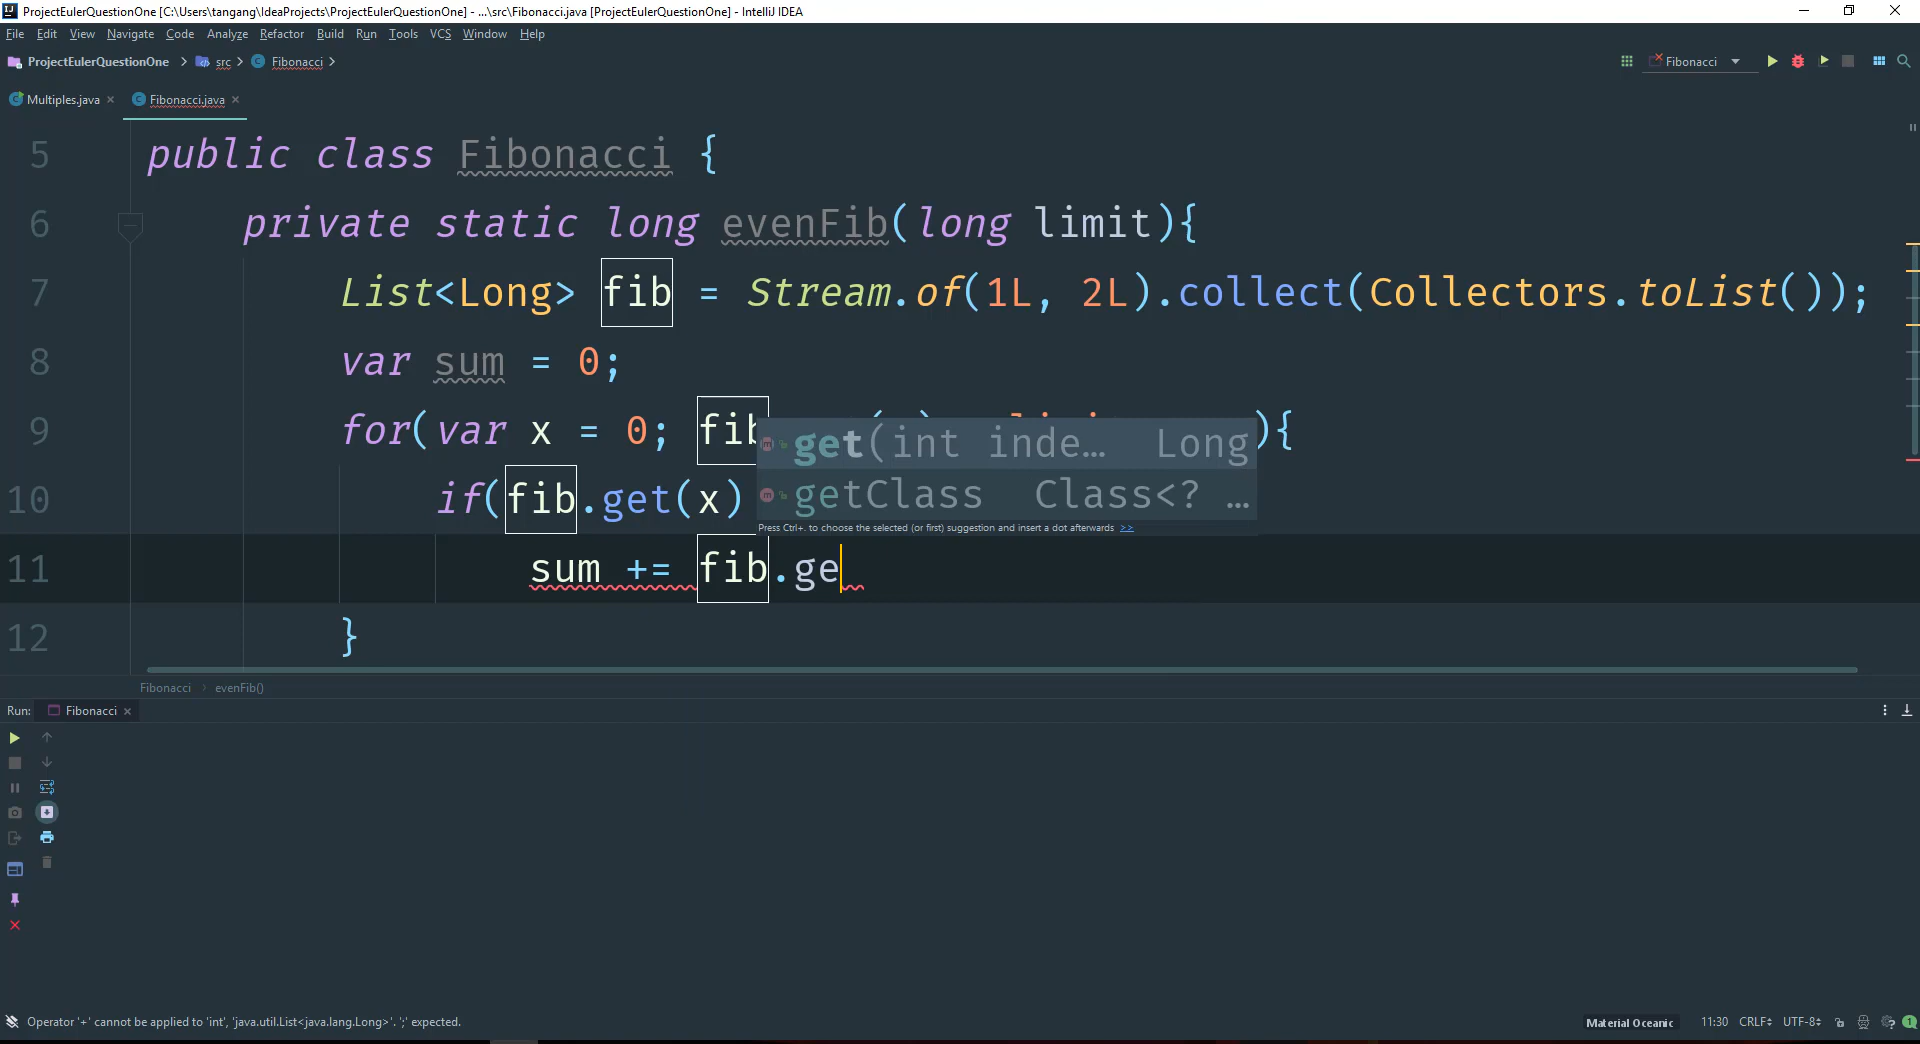 ProjectEulerQuestionOne [C:\Users\tangang\IdeaProjects\ProjectEulerQuestionOne] - ...\src\Fibonacci.java [ProjectEulerQuestionOne] - IntelliJ IDEA
File Edit View Navigate Code Analyze Refactor Build Run Tools VCS Window Help
ProjectEulerQuestionOne src Fibonacci Fibonacci
Multiples.java Fibonacci.java
5 public class Fibonacci {
6 private static long evenFib(long limit){
7 List<Long> fib = Stream.of(1L, 2L).collect(Collectors.toList());
8 var sum = 0;
9 for(var x = 0; fib ){
get(int inde… Long
10 if(fib.get(x)
getClass Class<? …
Press Ctrl+. to choose the selected (or first) suggestion and insert a dot afterwards >>
11 sum += fib.ge
12 }
Fibonacci evenFib()
Run: Fibonacci
Operator '+' cannot be applied to 'int', 'java.util.List<java.lang.Long>'. ';' expected.
Material Oceanic 11:30 CRLF UTF-8 1